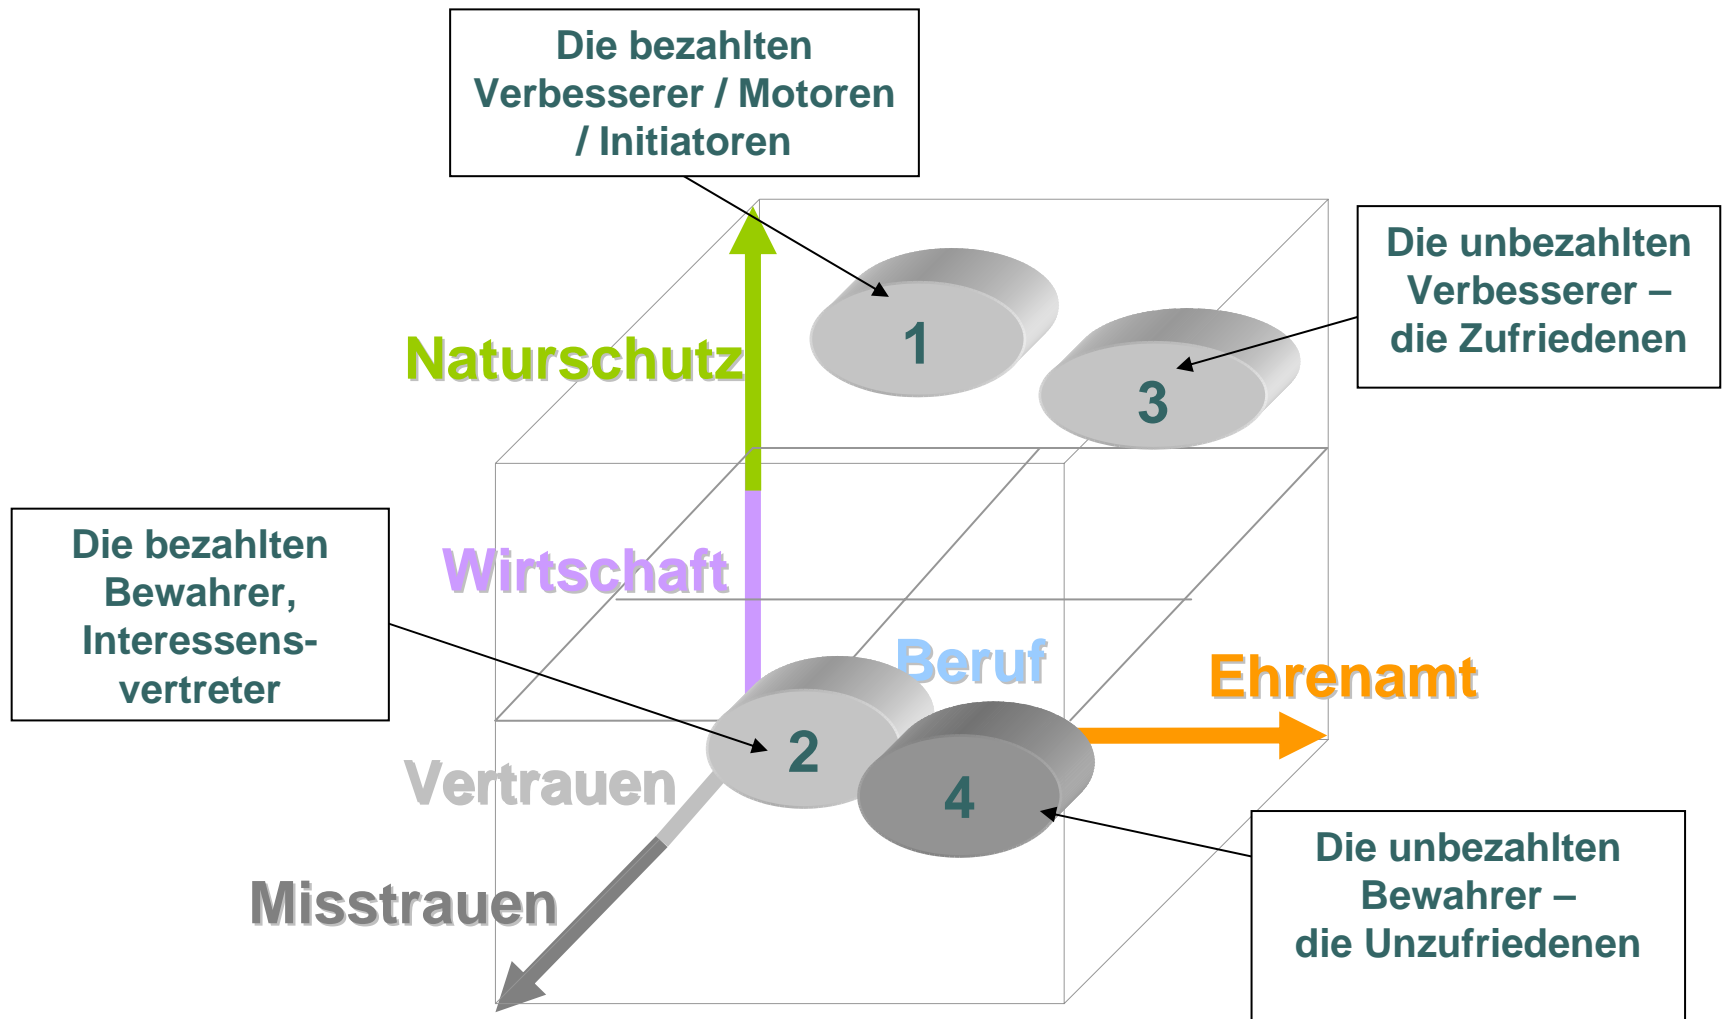 Die bezahlten
Verbesserer / Motoren
/ Initiatoren
Die unbezahlten
Verbesserer –
die Zufriedenen
1
3
Naturschutz
Die bezahlten
Bewahrer,
Interessens-
vertreter
Wirtschaft
Beruf
Ehrenamt
2
4
Vertrauen
Misstrauen
Die unbezahlten
Bewahrer –
die Unzufriedenen